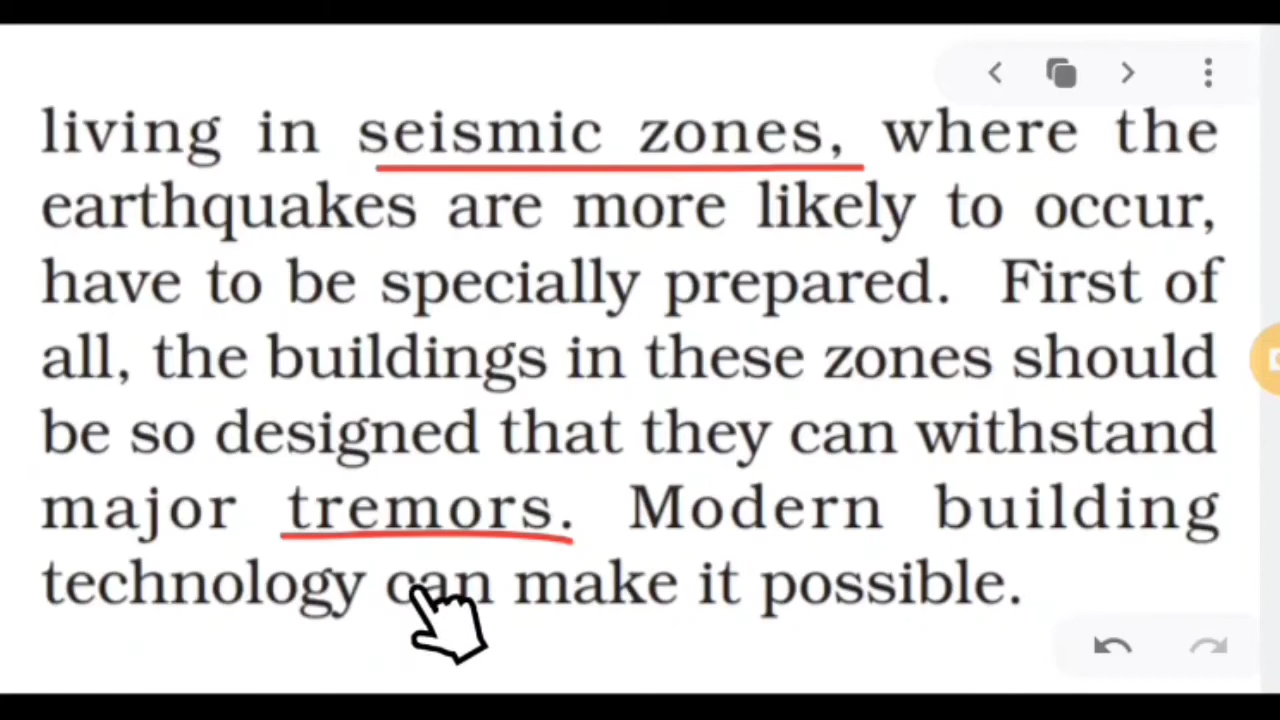 living in seismic zones, where the
earthquakes are more likely to occur,
have to be specially prepared. First of
all, the buildings in these zones should
be so designed that they can withstand
major tremors. Modern building
technology can make it possible.